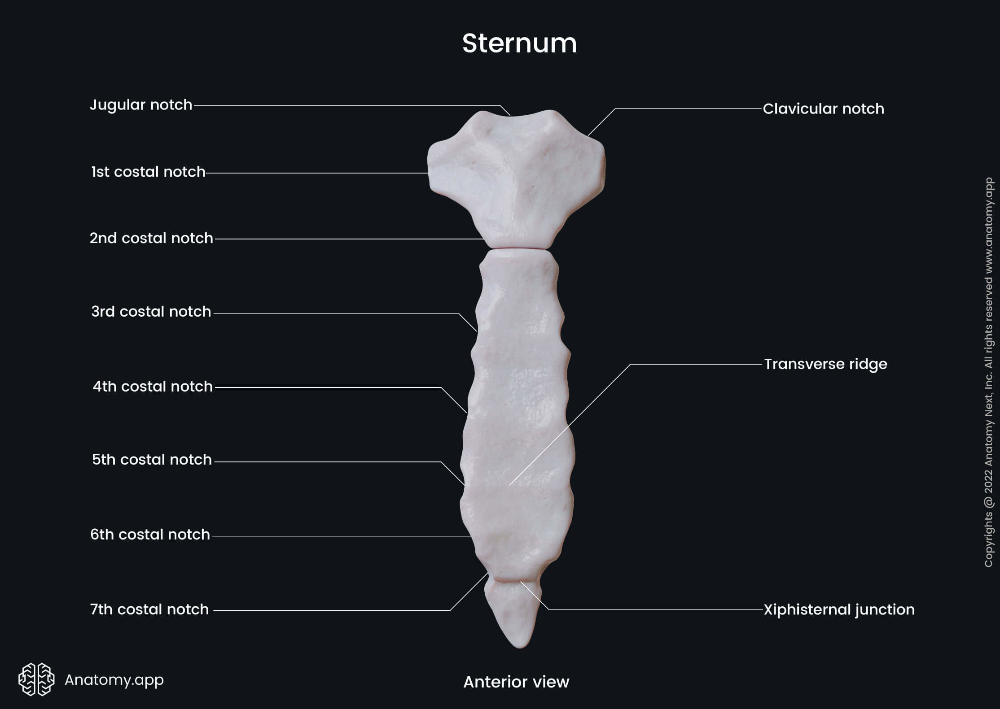 Sternum
Jugular notch
Clavicular notch
1st costal notch
2nd costal notch
3rd costal notch
Transverse ridge
4th costal notch
5th costal notch
6th costal notch
7th costal notch
Xiphisternal junction
Anatomy.app
Anterior view
Copyrights @ 2022 Anatomy Next, Inc. All rights reserved www.anatomy.app